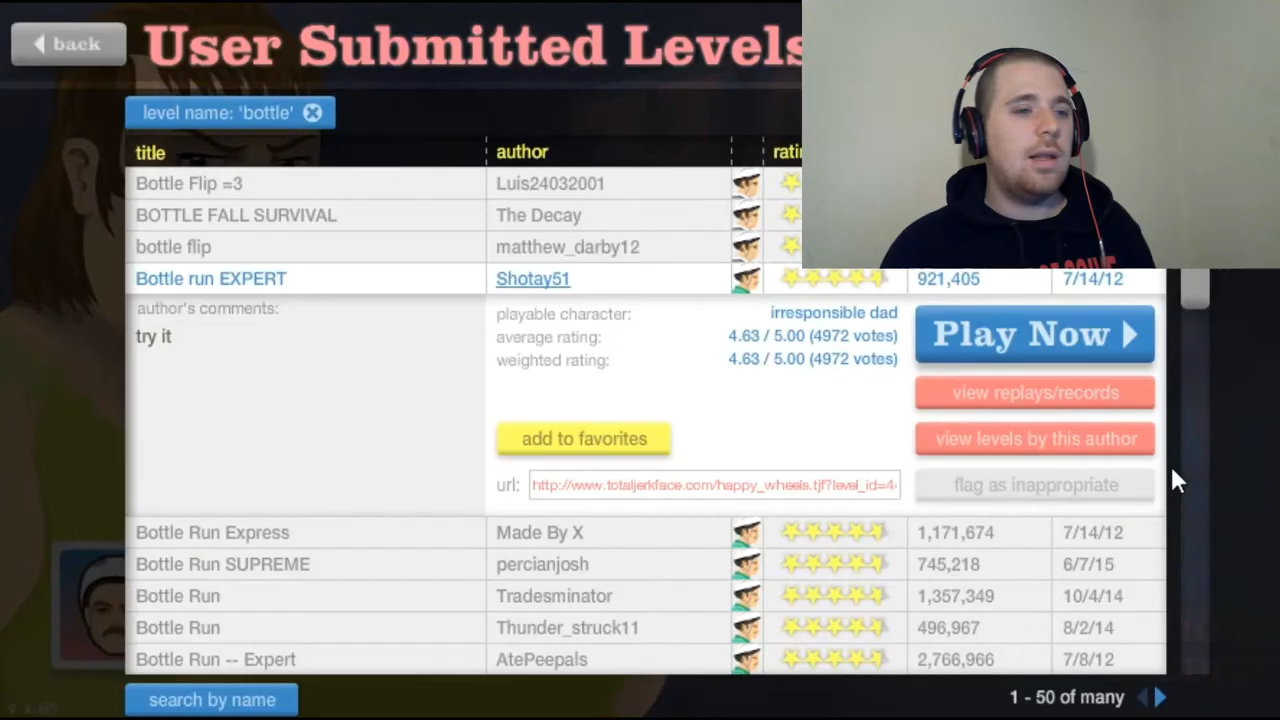 back
User Submitted Levels
level name: 'bottle'
title author
Bottle Flip =3 Luis24032001
BOTTLE FALL SURVIVAL The Decay
bottle flip matthew_darby12
Bottle run EXPERT Shotay51 921,405 7/14/12
author's comments:
try it
playable character: irresponsible dad
average rating: 4.63 / 5.00 (4972 votes)
weighted rating: 4.63 / 5.00 (4972 votes)
Play Now
view replays/records
add to favorites
view levels by this author
url: http://www.totaljerkface.com/happy_wheels.tjf?level_id=4
flag as inappropriate
Bottle Run Express Made By X 1,171,674 7/14/12
Bottle Run SUPREME percianjosh 745,218 6/7/15
Bottle Run Tradesminator 1,357,349 10/4/14
Bottle Run Thunder_struck11 496,967 8/2/14
Bottle Run -- Expert AtePeepals 2,766,966 7/8/12
search by name
1 - 50 of many